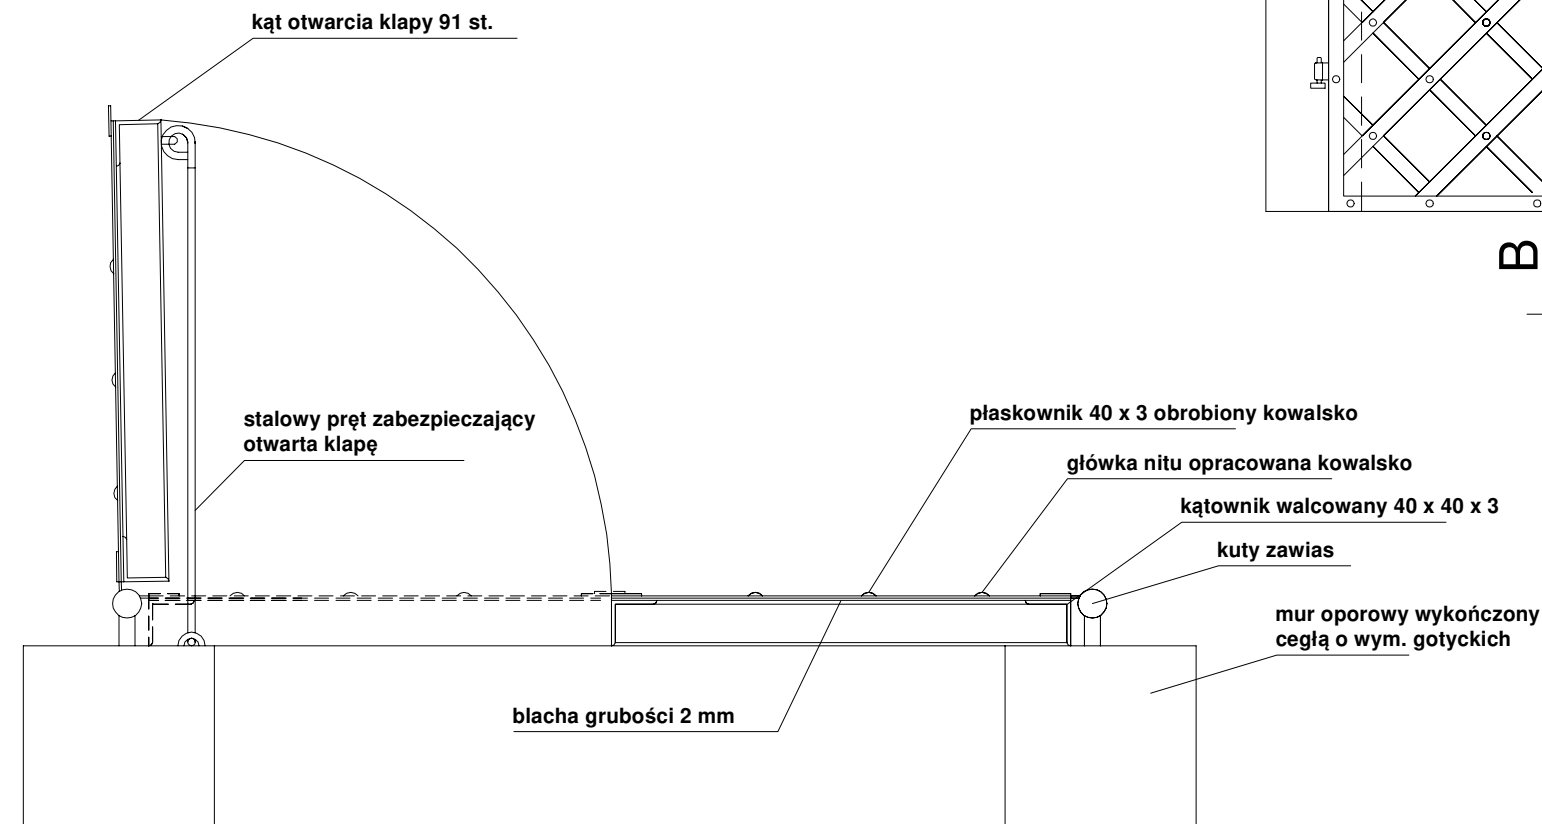 kąt otwarcia klapy 91 st.
B
stalowy pręt zabezpieczający
otwarta klapę
płaskownik 40 x 3 obrobiony kowalsko
główka nitu opracowana kowalsko
kątownik walcowany 40 x 40 x 3
kuty zawias
mur oporowy wykończony
cegłą o wym. gotyckich
blacha grubości 2 mm